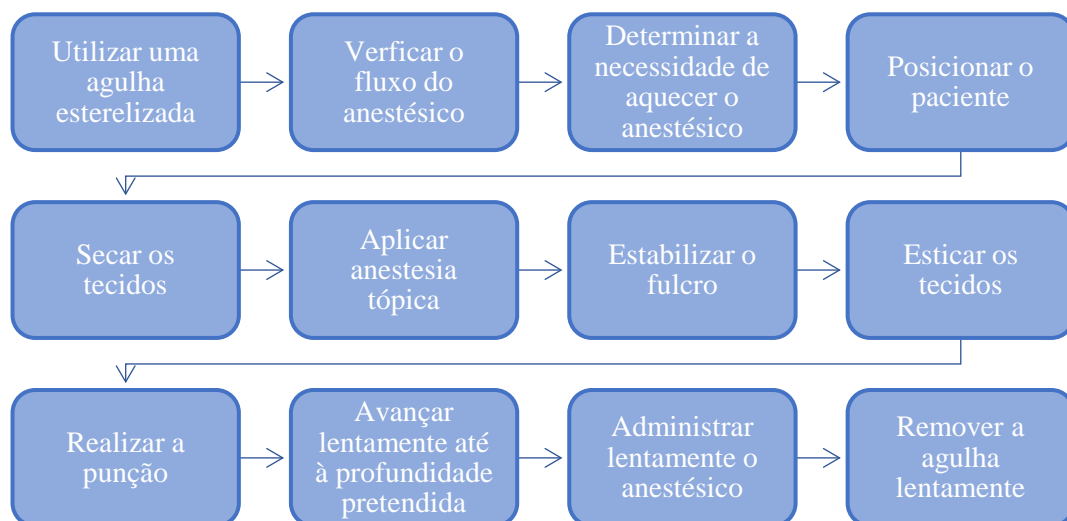 Utilizar uma
agulha
esterelizada
Verficar o
fluxo do
anestésico
Determinar a
necessidade de
aquecer o
anestésico
Posicionar o
paciente
Secar os
tecidos
Aplicar
anestesia
tópica
Estabilizar o
fulcro
Esticar os
tecidos
Realizar a
punção
Avançar
lentamente até
à profundidade
pretendida
Administrar
lentamente o
anestésico
Remover a
agulha
lentamente